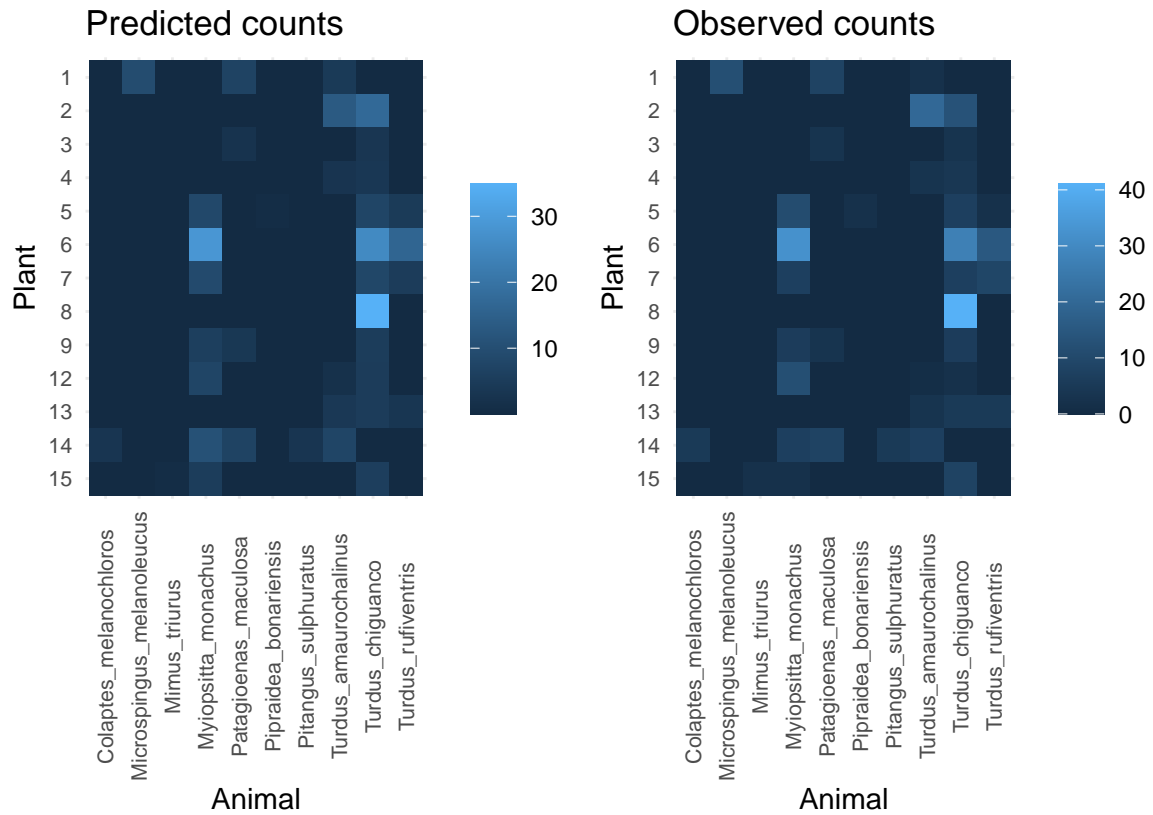 Predicted counts
Plant
1
2
3
4
5
6
7
8
9
12
13
14
15
Colaptes_melanochloros
Microspingus_melanoleucus
Mimus_triurus
Myiopsitta_monachus
Patagioenas_maculosa
Pipraidea_bonariensis
Pitangus_sulphuratus
Turdus_amaurochalinus
Turdus_chiguanco
Turdus_rufiventris
Animal
30
20
10
Observed counts
Plant
1
2
3
4
5
6
7
8
9
12
13
14
15
Colaptes_melanochloros
Microspingus_melanoleucus
Mimus_triurus
Myiopsitta_monachus
Patagioenas_maculosa
Pipraidea_bonariensis
Pitangus_sulphuratus
Turdus_amaurochalinus
Turdus_chiguanco
Turdus_rufiventris
Animal
40
30
20
10
0